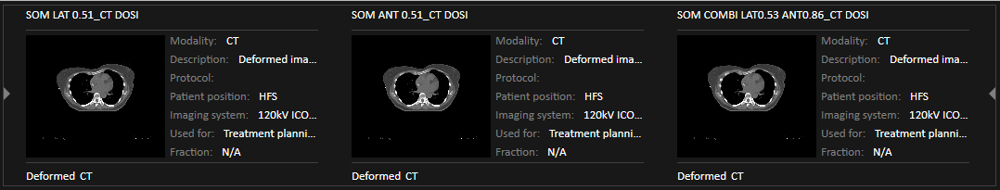 SOM LAT 0.51_CT DOSI
Modality: CT
Description: Deformed ima...
Protocol:
Patient position: HFS
Imaging system: 120kV ICO...
Used for: Treatment planni...
Fraction: N/A
Deformed CT
SOM ANT 0.51_CT DOSI
Modality: CT
Description: Deformed ima...
Protocol:
Patient position: HFS
Imaging system: 120kV ICO...
Used for: Treatment planni...
Fraction: N/A
Deformed CT
SOM COMBI LAT0.53 ANT0.86_CT DOSI
Modality: CT
Description: Deformed ima...
Protocol:
Patient position: HFS
Imaging system: 120kV ICO...
Used for: Treatment planni...
Fraction: N/A
Deformed CT